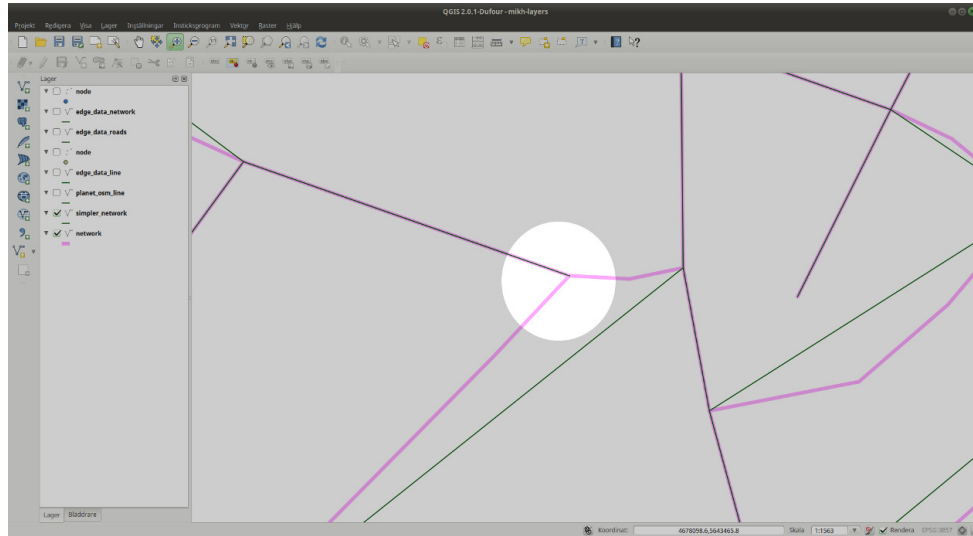 QGIS 2.0.1-Dufour - mikh-layers
Projekt Redigera Visa Lager Inställningar Insticksprogram Vektor Raster Hjälp
Lager
node
edge_data_network
edge_data_roads
node
edge_data_line
planet_osm_line
simpler_network
network
Lager Bläddrare
Koordinat: 4678098.6,5643465.8 Skala 1:1563 Rendera EPSG:3857